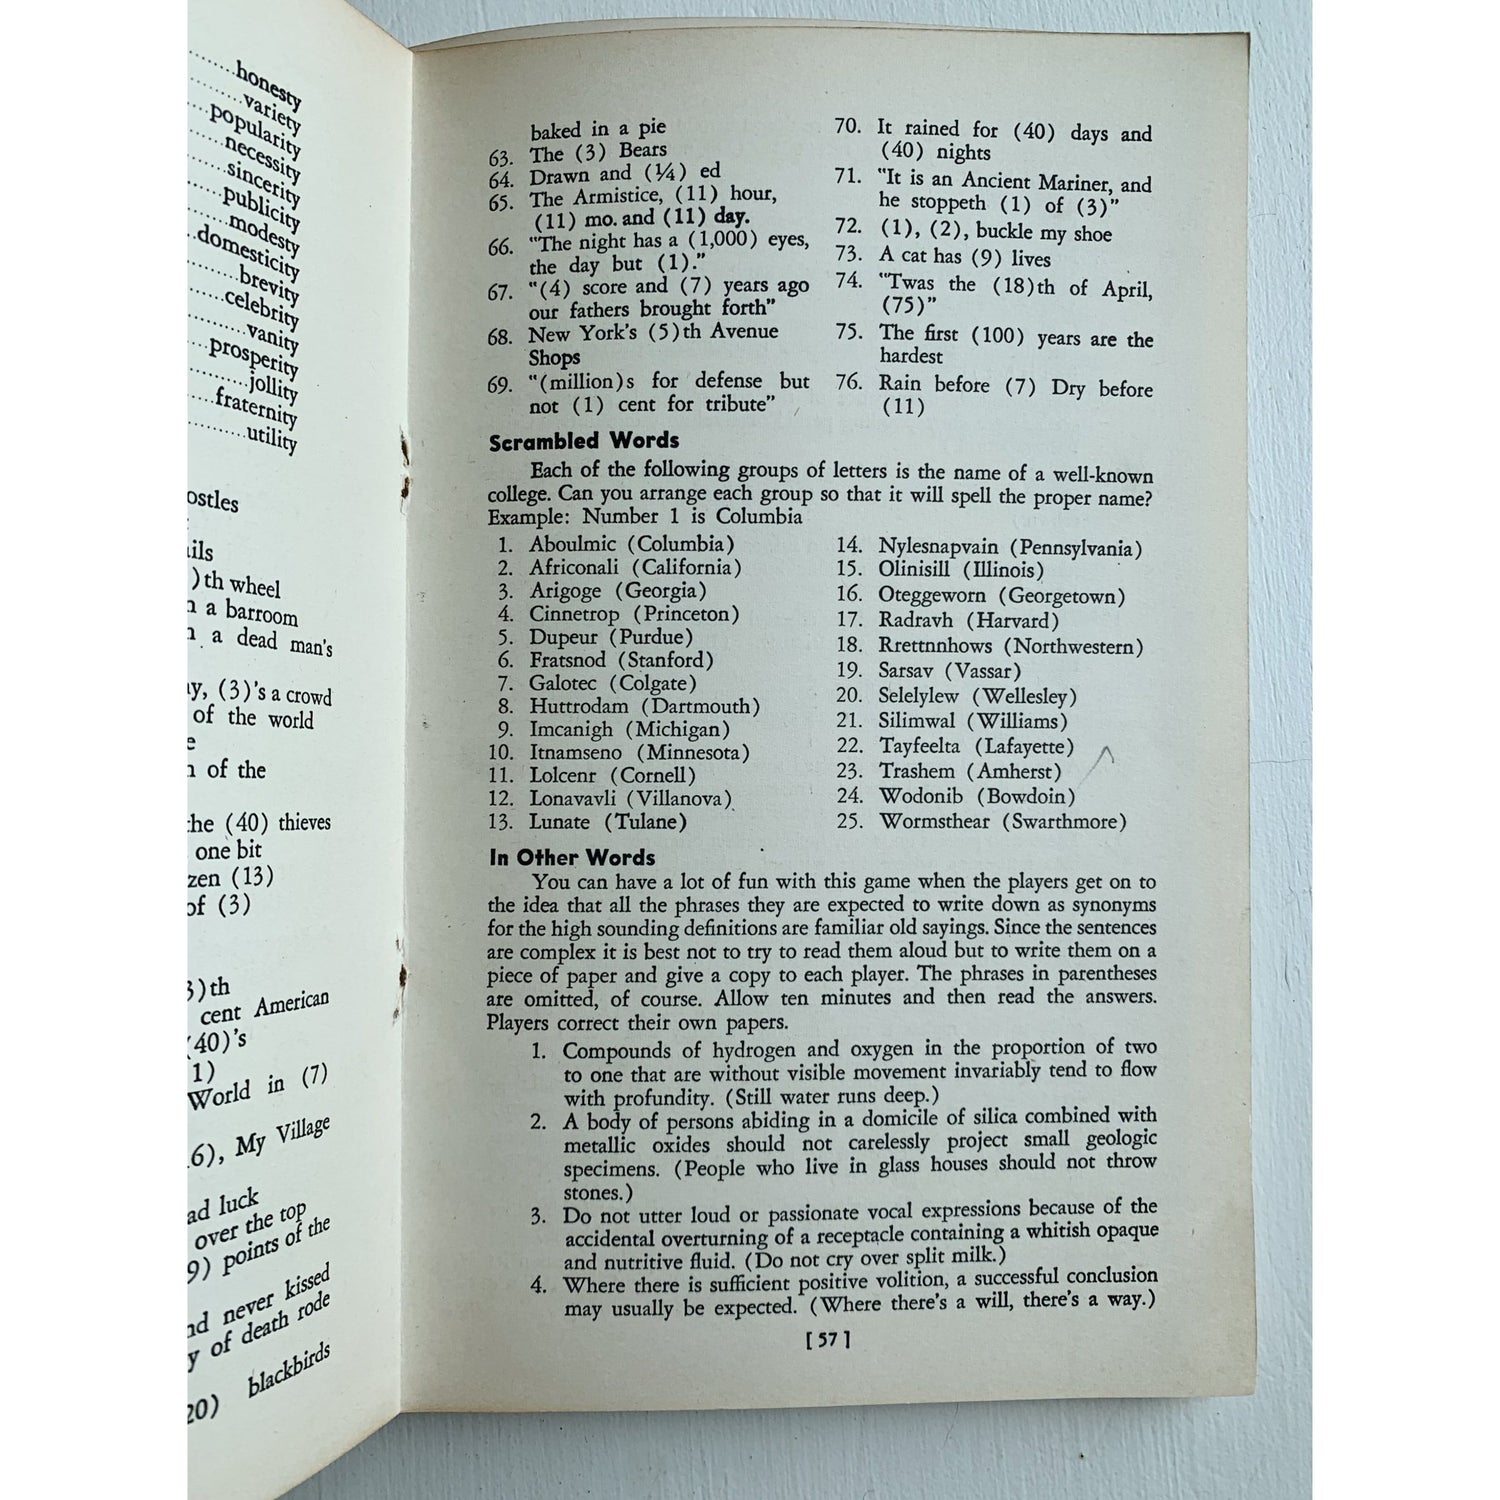 honesty
variety
popularity
necessity
sincerity
publicity
modesty
domesticity
brevity
celebrity
vanity
prosperity
jollity
fraternity
utility
ostles
ils
)th wheel
a barroom
a dead man's
y, (3)'s a crowd
of the world
e
of the
he (40) thieves
one bit
zen (13)
of (3)
3)th
cent American
(40)'s
1)
World in (7)
6), My Village
ad luck
over the top
9) points of the
nd never kissed
y of death rode
20) blackbirds
baked in a pie
63. The (3) Bears
64. Drawn and (¼) ed
65. The Armistice, (11) hour,
(11) mo. and (11) day.
66. "The night has a (1,000) eyes,
the day but (1)."
67. "(4) score and (7) years ago
our fathers brought forth"
68. New York's (5)th Avenue
Shops
69. "(million)s for defense but
not (1) cent for tribute"
70. It rained for (40) days and
(40) nights
71. "It is an Ancient Mariner, and
he stoppeth (1) of (3)"
72. (1), (2), buckle my shoe
73. A cat has (9) lives
74. "Twas the (18)th of April,
(75)"
75. The first (100) years are the
hardest
76. Rain before (7) Dry before
(11)
Scrambled Words
Each of the following groups of letters is the name of a well-known
college. Can you arrange each group so that it will spell the proper name?
Example: Number 1 is Columbia
1. Aboulmic (Columbia)
2. Africonali (California)
3. Arigoge (Georgia)
4. Cinnetrop (Princeton)
5. Dupeur (Purdue)
6. Fratsnod (Stanford)
7. Galotec (Colgate)
8. Huttrodam (Dartmouth)
9. Imcanigh (Michigan)
10. Itnamseno (Minnesota)
11. Lolcenr (Cornell)
12. Lonavavli (Villanova)
13. Lunate (Tulane)
14. Nylesnapvain (Pennsylvania)
15. Olinisill (Illinois)
16. Oteggeworn (Georgetown)
17. Radravh (Harvard)
18. Rrettnnhows (Northwestern)
19. Sarsav (Vassar)
20. Selelylew (Wellesley)
21. Silimwal (Williams)
22. Tayfeelta (Lafayette)
23. Trashem (Amherst)
24. Wodonib (Bowdoin)
25. Wormsthear (Swarthmore)
In Other Words
You can have a lot of fun with this game when the players get on to
the idea that all the phrases they are expected to write down as synonyms
for the high sounding definitions are familiar old sayings. Since the sentences
are complex it is best not to try to read them aloud but to write them on a
piece of paper and give a copy to each player. The phrases in parentheses
are omitted, of course. Allow ten minutes and then read the answers.
Players correct their own papers.
1. Compounds of hydrogen and oxygen in the proportion of two
to one that are without visible movement invariably tend to flow
with profundity. (Still water runs deep.)
2. A body of persons abiding in a domicile of silica combined with
metallic oxides should not carelessly project small geologic
specimens. (People who live in glass houses should not throw
stones.)
3. Do not utter loud or passionate vocal expressions because of the
accidental overturning of a receptacle containing a whitish opaque
and nutritive fluid. (Do not cry over split milk.)
4. Where there is sufficient positive volition, a successful conclusion
may usually be expected. (Where there's a will, there's a way.)
[ 57 ]